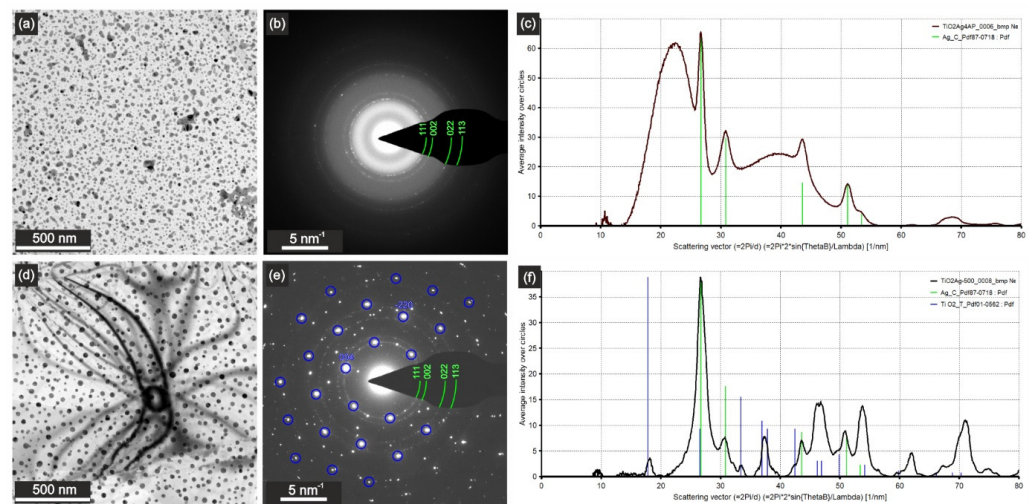 (a)
500 nm
(b)
111
002
022
113
5 nm⁻¹
(c)
TiO2Ag4AP_0006_bmp Ne
Ag_C_Pdf87-0718 : Pdf
Average intensity over circles
60
50
40
30
20
10
0
0 10 20 30 40 50 60 70 80
Scattering vector (=2Pi/d) (=2Pi*2*sin{ThetaB}/Lambda) [1/nm]
(d)
500 nm
(e)
-220
111
002
022
113
5 nm⁻¹
(f)
TiO2Ag-500_0008_bmp Ne
Ag_C_Pdf87-0718 : Pdf
Ti O2_T_Pdf01-0562 : Pdf
Average intensity over circles
35
30
25
20
15
10
5
0
0 10 20 30 40 50 60 70 80
Scattering vector (=2Pi/d) (=2Pi*2*sin{ThetaB}/Lambda) [1/nm]